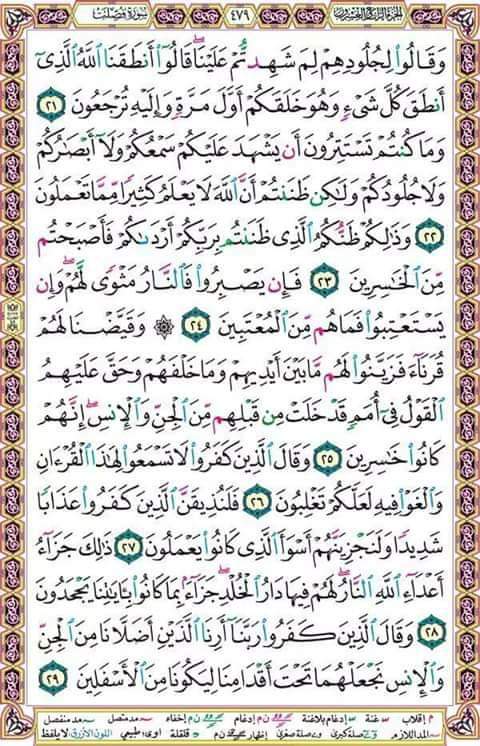 الجزء الرابع والعشرون ٤٧٩ سورة فصلت
وَقَالُوا۟ لِجُلُودِهِمْ لِمَ شَهِدتُّمْ عَلَيْنَا ۖ قَالُوٓا۟ أَنطَقَنَا ٱللَّهُ ٱلَّذِىٓ
أَنطَقَ كُلَّ شَىْءٍ وَهُوَ خَلَقَكُمْ أَوَّلَ مَرَّةٍ وَإِلَيْهِ تُرْجَعُونَ ٢١
وَمَا كُنتُمْ تَسْتَتِرُونَ أَن يَشْهَدَ عَلَيْكُمْ سَمْعُكُمْ وَلَآ أَبْصَٰرُكُمْ
وَلَا جُلُودُكُمْ وَلَٰكِن ظَنَنتُمْ أَنَّ ٱللَّهَ لَا يَعْلَمُ كَثِيرًا مِّمَّا تَعْمَلُونَ
٢٢ وَذَٰلِكُمْ ظَنُّكُمُ ٱلَّذِى ظَنَنتُم بِرَبِّكُمْ أَرْدَىٰكُمْ فَأَصْبَحْتُم
مِّنَ ٱلْخَٰسِرِينَ ٢٣ فَإِن يَصْبِرُوا۟ فَٱلنَّارُ مَثْوًى لَّهُمْ ۖ وَإِن
يَسْتَعْتِبُوا۟ فَمَا هُم مِّنَ ٱلْمُعْتَبِينَ ٢٤ ۞ وَقَيَّضْنَا لَهُمْ
قُرَنَآءَ فَزَيَّنُوا۟ لَهُم مَّا بَيْنَ أَيْدِيهِمْ وَمَا خَلْفَهُمْ وَحَقَّ عَلَيْهِمُ
ٱلْقَوْلُ فِىٓ أُمَمٍ قَدْ خَلَتْ مِن قَبْلِهِم مِّنَ ٱلْجِنِّ وَٱلْإِنسِ ۖ إِنَّهُمْ
كَانُوا۟ خَٰسِرِينَ ٢٥ وَقَالَ ٱلَّذِينَ كَفَرُوا۟ لَا تَسْمَعُوا۟ لِهَٰذَا ٱلْقُرْءَانِ
وَٱلْغَوْا۟ فِيهِ لَعَلَّكُمْ تَغْلِبُونَ ٢٦ فَلَنُذِيقَنَّ ٱلَّذِينَ كَفَرُوا۟ عَذَابًا
شَدِيدًا وَلَنَجْزِيَنَّهُمْ أَسْوَأَ ٱلَّذِى كَانُوا۟ يَعْمَلُونَ ٢٧ ذَٰلِكَ جَزَآءُ
أَعْدَآءِ ٱللَّهِ ٱلنَّارُ ۖ لَهُمْ فِيهَا دَارُ ٱلْخُلْدِ ۖ جَزَآءًۢ بِمَا كَانُوا۟ بِـَٔايَٰتِنَا يَجْحَدُونَ
٢٨ وَقَالَ ٱلَّذِينَ كَفَرُوا۟ رَبَّنَآ أَرِنَا ٱلَّذَيْنِ أَضَلَّانَا مِنَ ٱلْجِنِّ
وَٱلْإِنسِ نَجْعَلْهُمَا تَحْتَ أَقْدَامِنَا لِيَكُونَا مِنَ ٱلْأَسْفَلِينَ ٢٩
م إقلاب س غنة س إدغام بلاغنة ن م إدغام ن م إخفاء مد متصل مد منفصل
المد اللازم صلة كبرى صلة صغرى إظهار ن م قلقلة اوى: طبيعي اللون الأزرق لا يلفظ